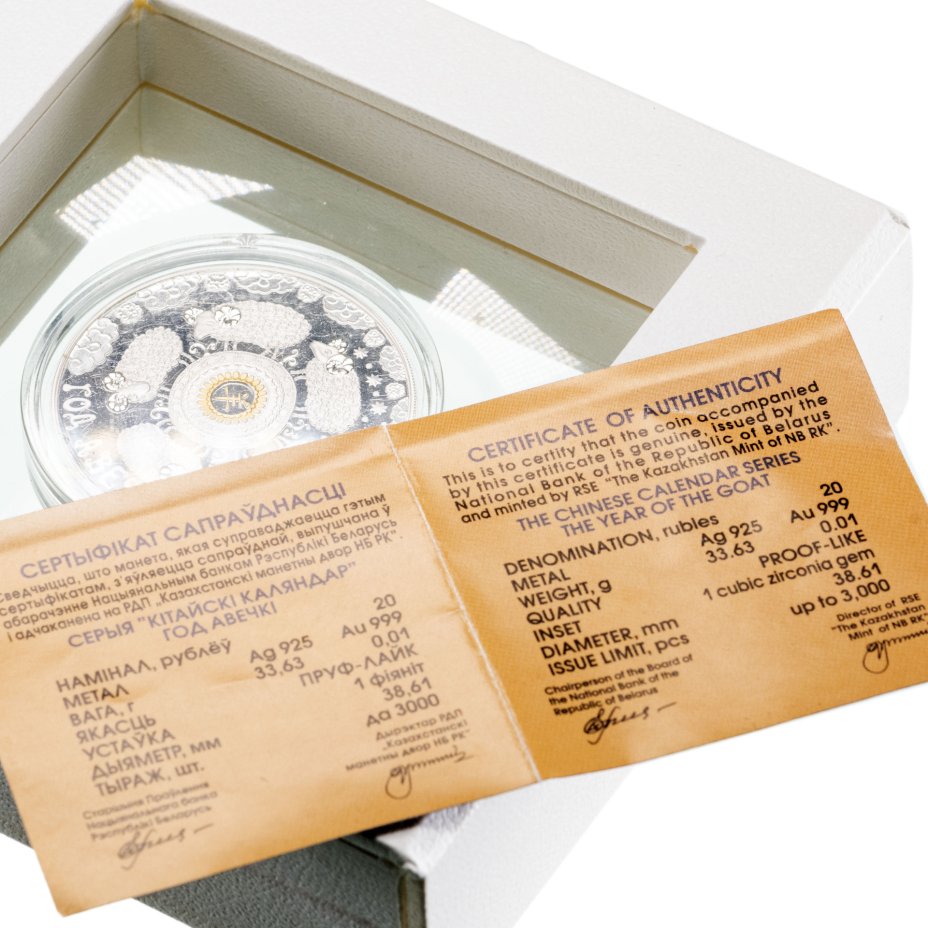 ГОД
СЕРТЫФІКАТ САПРАЎДНАСЦІ
сведчыцца, што манета, якая суправаджаецца гэтым
сертыфікатам, з'яўляецца сапраўднай, выпушчана ў
абарачэнне Нацыянальным банкам Рэспублікі Беларусь
і адчаканена на РДП „Казахстанскі манетны двор НБ РК".
СЕРЫЯ "КІТАЙСКІ КАЛЯНДАР"
ГОД АВЕЧКІ
НАМІНАЛ, рублёў 20
МЕТАЛ Ag 925 Au 999
ВАГА, г 33,63 0,01
ЯКАСЦЬ ПРУФ-ЛАЙК
УСТАЎКА 1 фіяніт
ДЫЯМЕТР, мм 38,61
ТЫРАЖ, шт. да 3000
Старшыня Праўлення
Нацыянальнага банка
Рэспублікі Беларусь
Дырэктар РДП
„Казахстанскі
манетны двор НБ РК"
CERTIFICATE OF AUTHENTICITY
This is to certify that the coin accompanied
by this certificate is genuine, issued by the
National Bank of the Republic of Belarus
and minted by RSE "The Kazakhstan Mint of NB RK".
THE CHINESE CALENDAR SERIES
THE YEAR OF THE GOAT
DENOMINATION, rubles 20
METAL Ag 925 Au 999
WEIGHT, g 33.63 0.01
QUALITY PROOF-LIKE
INSET 1 cubic zirconia gem
DIAMETER, mm 38.61
ISSUE LIMIT, pcs up to 3,000
Chairperson of the Board of
the National Bank of the
Republic of Belarus
Director of RSE
"The Kazakhstan
Mint of NB RK"